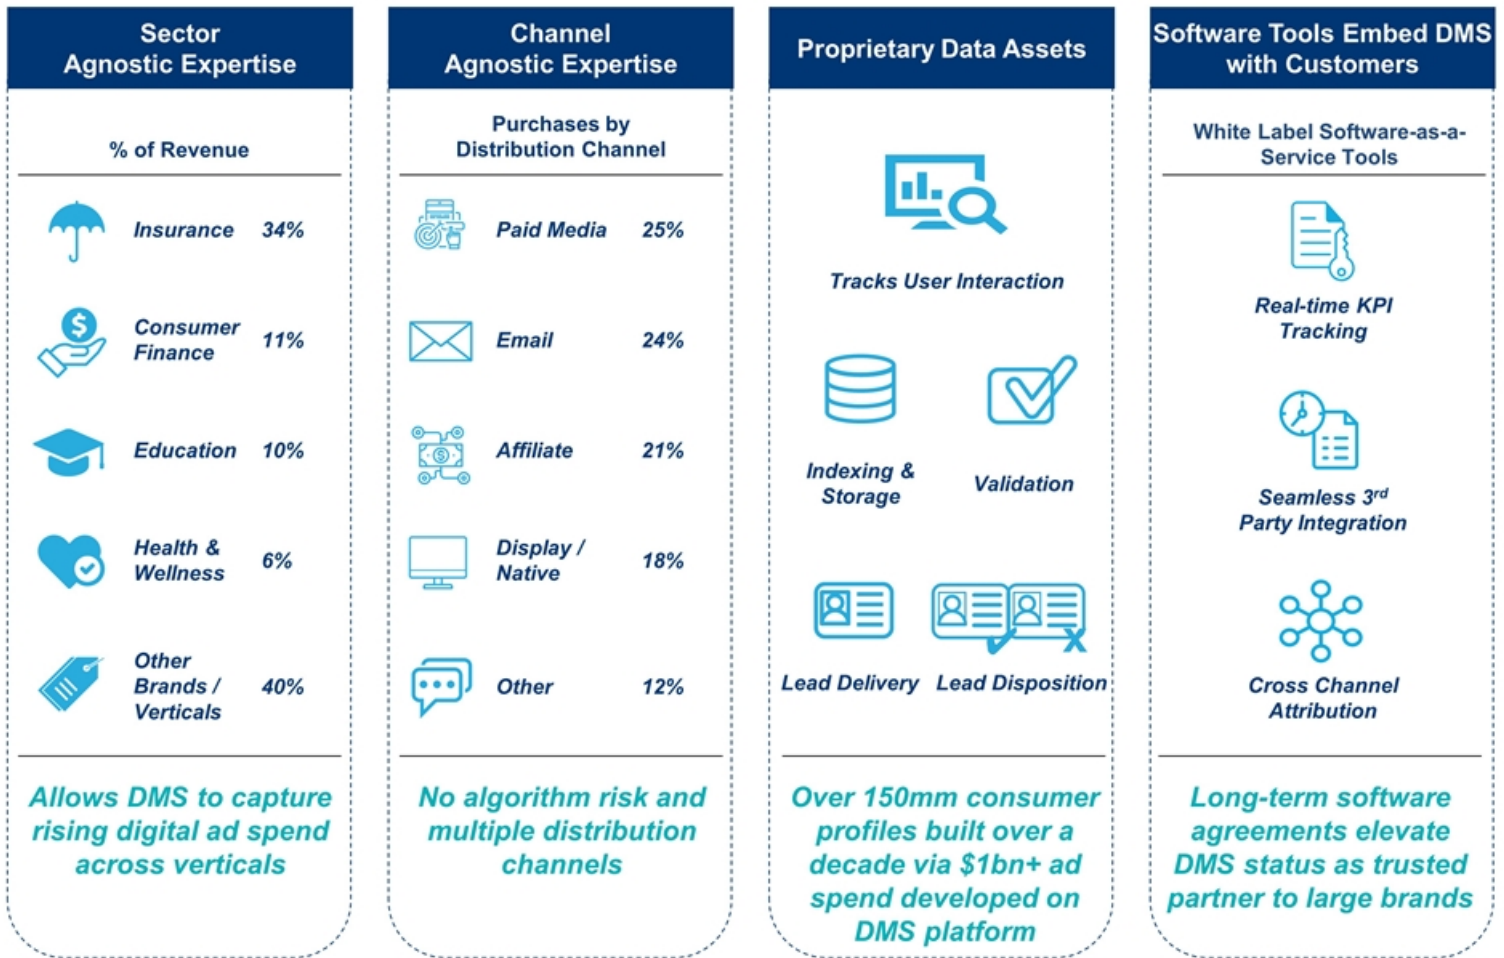 Sector
Agnostic Expertise
% of Revenue
Insurance 34%
Consumer
Finance
11%
Education 10%
Health &
Wellness
6%
Other
Brands /
Verticals
40%
Allows DMS to capture
rising digital ad spend
across verticals
Channel
Agnostic Expertise
Purchases by
Distribution Channel
Paid Media 25%
Email 24%
Affiliate 21%
Display /
Native
18%
Other 12%
No algorithm risk and
multiple distribution
channels
Proprietary Data Assets
Tracks User Interaction
Indexing &
Storage
Validation
Lead Delivery
Lead Disposition
Over 150mm consumer
profiles built over a
decade via $1bn+ ad
spend developed on
DMS platform
Software Tools Embed DMS
with Customers
White Label Software-as-a-
Service Tools
Real-time KPI
Tracking
Seamless 3rd
Party Integration
Cross Channel
Attribution
Long-term software
agreements elevate
DMS status as trusted
partner to large brands